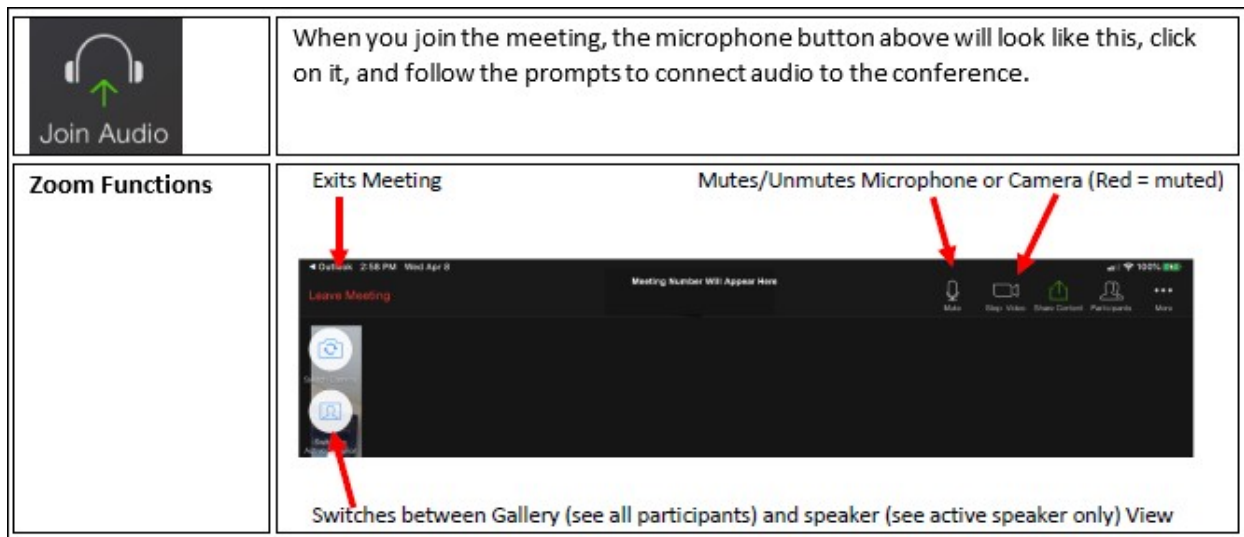 When you join the meeting, the microphone button above will look like this, click
on it, and follow the prompts to connect audio to the conference.
Join Audio
Zoom Functions
Exits Meeting
Mutes/Unmutes Microphone or Camera (Red = muted)
2:58 PM Wed Apr 8
100%
Meeting Number Will Appear Here
Leave Meeting
Mute
Stop Video
Share Content
Participants
More
Switches between Gallery (see all participants) and speaker (see active speaker only) View